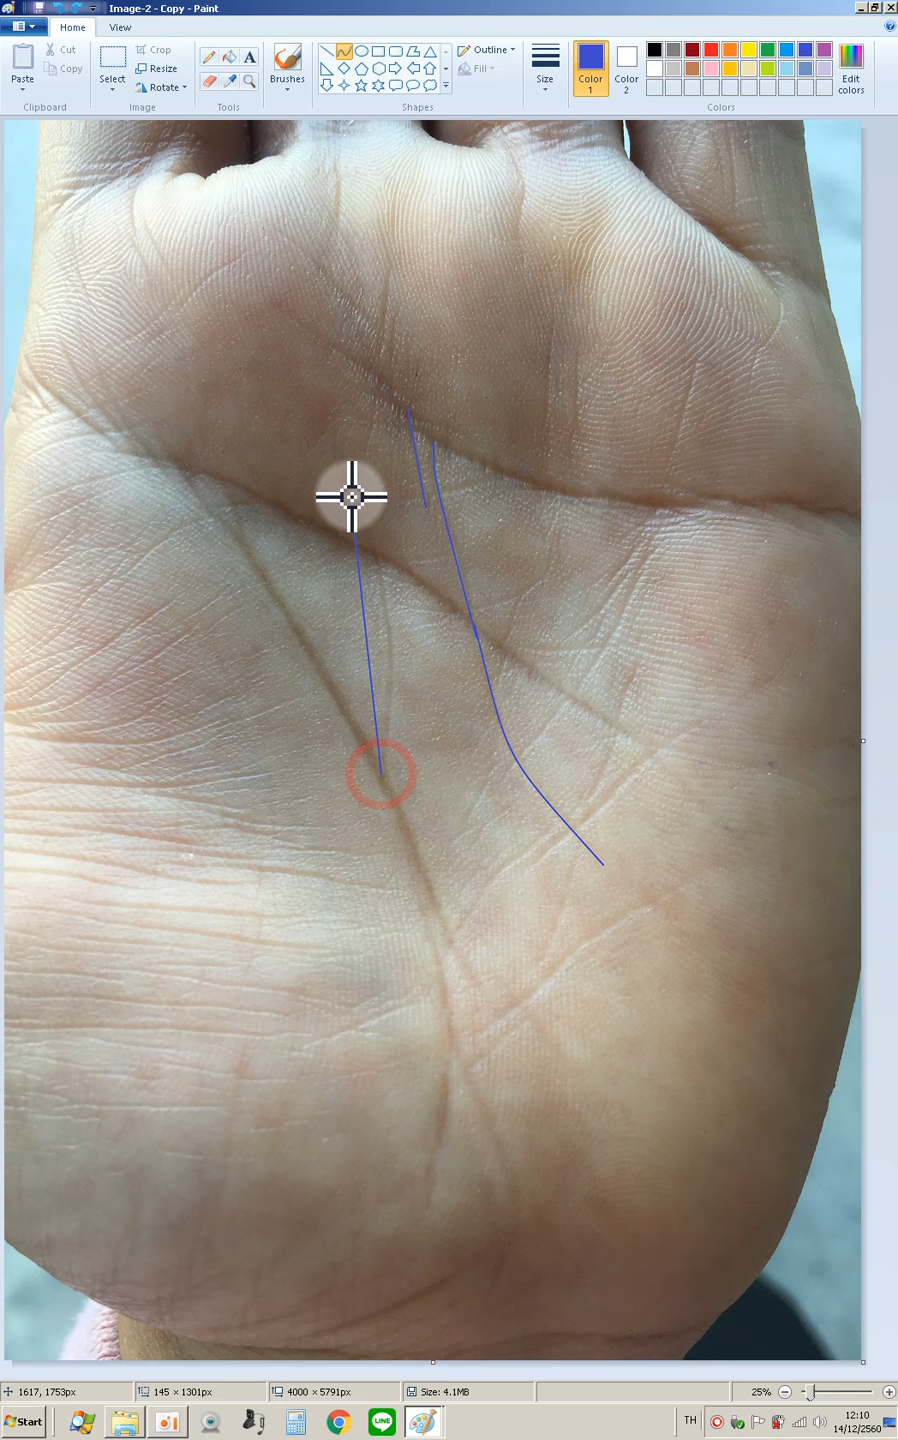 Image-2 - Copy - Paint
Home View
Paste
Cut
Copy
Clipboard
Select
Crop
Resize
Rotate
Image
A
Tools
Brushes
Outline
Fill
Shapes
Size
Color 1
Color 2
Edit colors
Colors
1617, 1753px
145 × 1301px
4000 × 5791px
Size: 4.1MB
25%
Start
LINE
TH
12:10
14/12/2560